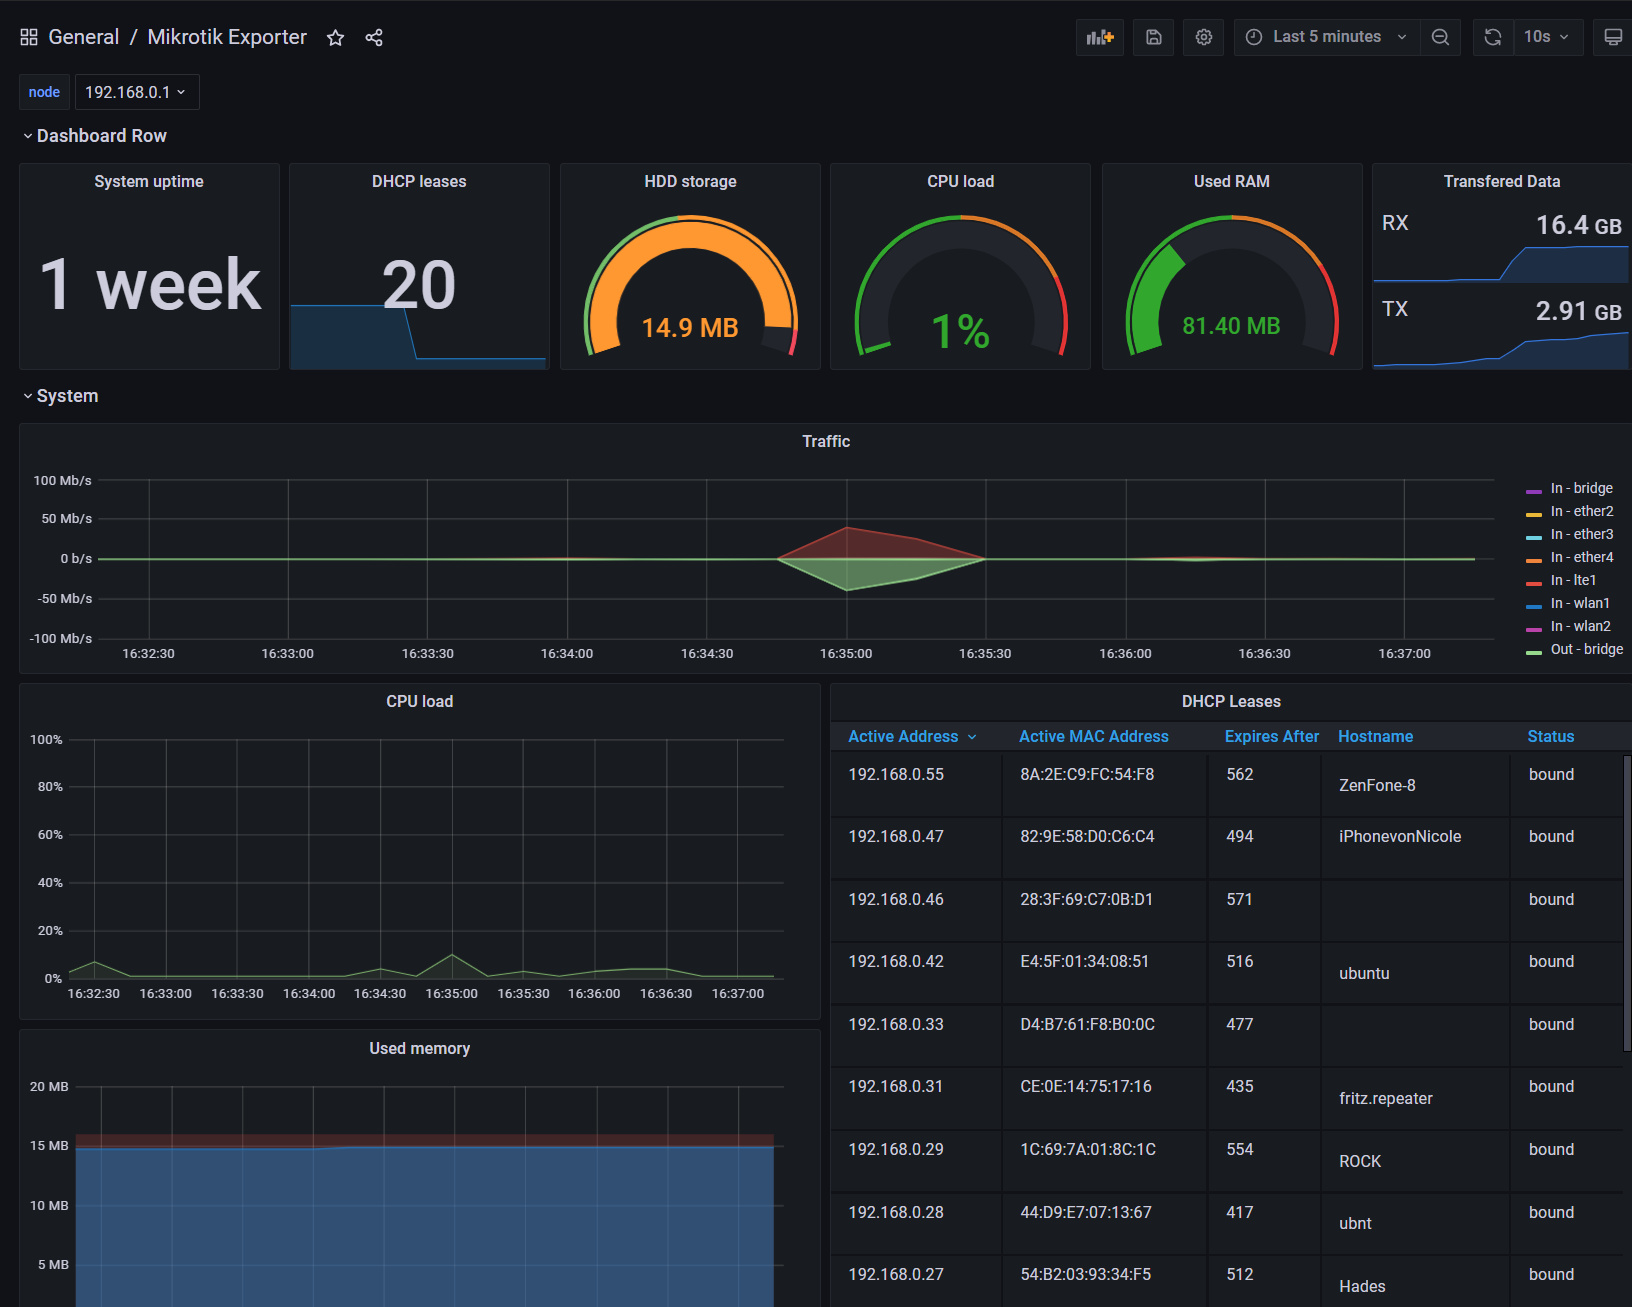 General / Mikrotik Exporter
Last 5 minutes
10s
node
192.168.0.1
Dashboard Row
System uptime
1 week
DHCP leases
20
HDD storage
14.9 MB
CPU load
1%
Used RAM
81.40 MB
Transfered Data
RX 16.4 GB
TX 2.91 GB
System
Traffic
100 Mb/s
50 Mb/s
0 b/s
-50 Mb/s
-100 Mb/s
16:32:30 16:33:00 16:33:30 16:34:00 16:34:30 16:35:00 16:35:30 16:36:00 16:36:30 16:37:00
In - bridge
In - ether2
In - ether3
In - ether4
In - lte1
In - wlan1
In - wlan2
Out - bridge
CPU load
100%
80%
60%
40%
20%
0%
16:32:30 16:33:00 16:33:30 16:34:00 16:34:30 16:35:00 16:35:30 16:36:00 16:36:30 16:37:00
Used memory
20 MB
15 MB
10 MB
5 MB
DHCP Leases
Active Address Active MAC Address Expires After Hostname Status
192.168.0.55 8A:2E:C9:FC:54:F8 562 ZenFone-8 bound
192.168.0.47 82:9E:58:D0:C6:C4 494 iPhonevonNicole bound
192.168.0.46 28:3F:69:C7:0B:D1 571 bound
192.168.0.42 E4:5F:01:34:08:51 516 ubuntu bound
192.168.0.33 D4:B7:61:F8:B0:0C 477 bound
192.168.0.31 CE:0E:14:75:17:16 435 fritz.repeater bound
192.168.0.29 1C:69:7A:01:8C:1C 554 ROCK bound
192.168.0.28 44:D9:E7:07:13:67 417 ubnt bound
192.168.0.27 54:B2:03:93:34:F5 512 Hades bound